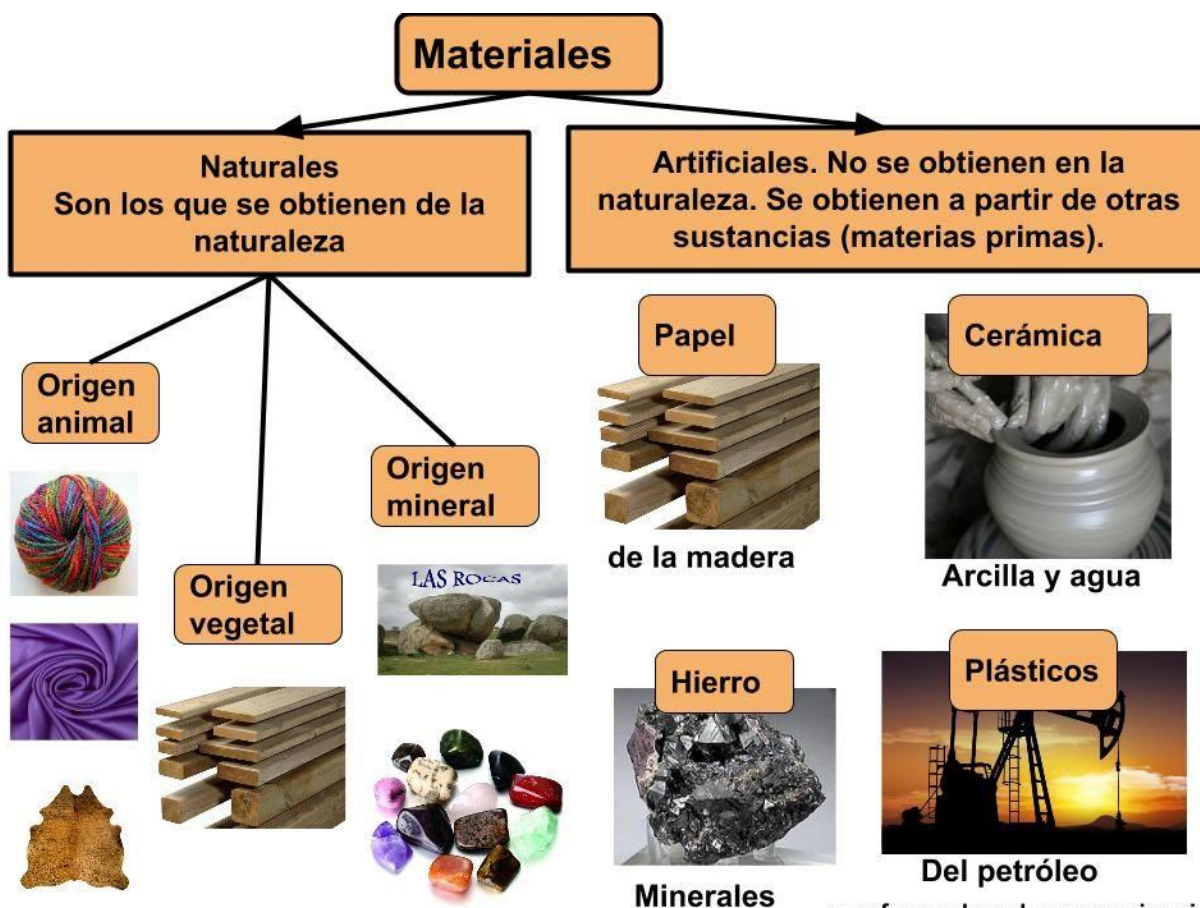 Materiales
Naturales
Son los que se obtienen de la
naturaleza
Artificiales. No se obtienen en la
naturaleza. Se obtienen a partir de otras
sustancias (materias primas).
Origen
animal
Origen
vegetal
Origen
mineral
LAS ROCAS
Papel
de la madera
Cerámica
Arcilla y agua
Hierro
Minerales
Plásticos
Del petróleo